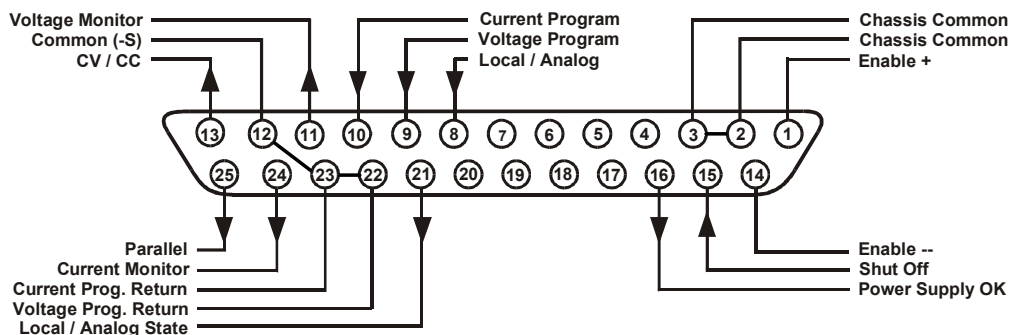 Voltage Monitor
Common (-S)
CV / CC
Current Program
Voltage Program
Local / Analog
Chassis Common
Chassis Common
Enable +
13 12 11 10 9 8 7 6 5 4 3 2 1
25 24 23 22 21 20 19 18 17 16 15 14
Parallel
Current Monitor
Current Prog. Return
Voltage Prog. Return
Local / Analog State
Enable --
Shut Off
Power Supply OK